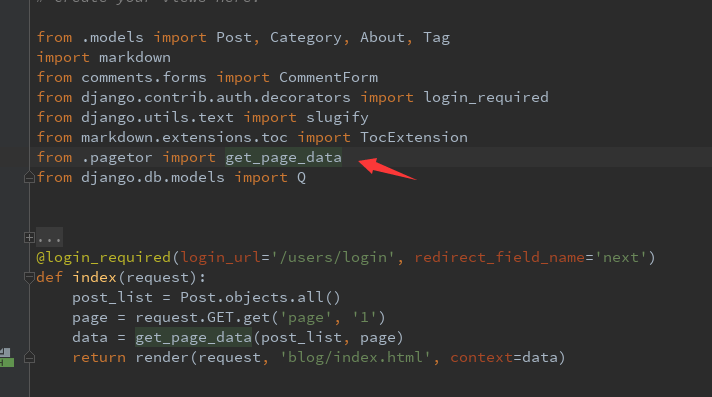 # Create your views here.
from .models import Post, Category, About, Tag
import markdown
from comments.forms import CommentForm
from django.contrib.auth.decorators import login_required
from django.utils.text import slugify
from markdown.extensions.toc import TocExtension
from .pagetor import get_page_data
from django.db.models import Q
...
@login_required(login_url='/users/login', redirect_field_name='next')
def index(request):
    post_list = Post.objects.all()
    page = request.GET.get('page', '1')
    data = get_page_data(post_list, page)
    return render(request, 'blog/index.html', context=data)